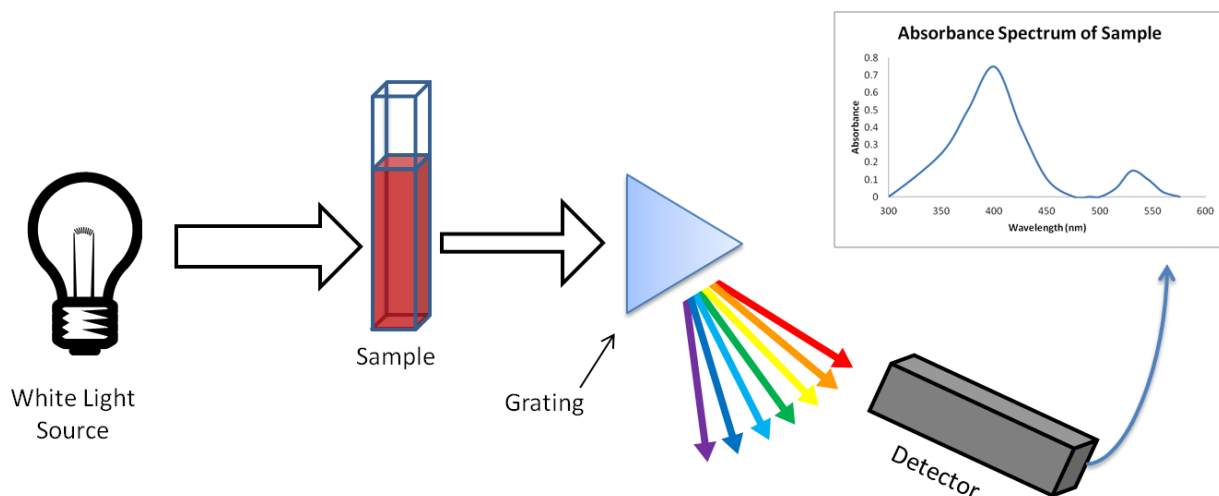 White Light
Source
Sample
Grating
Detector
Absorbance Spectrum of Sample
Absorbance
0.8
0.7
0.6
0.5
0.4
0.3
0.2
0.1
0
300 350 400 450 500 550 600
Wavelength (nm)